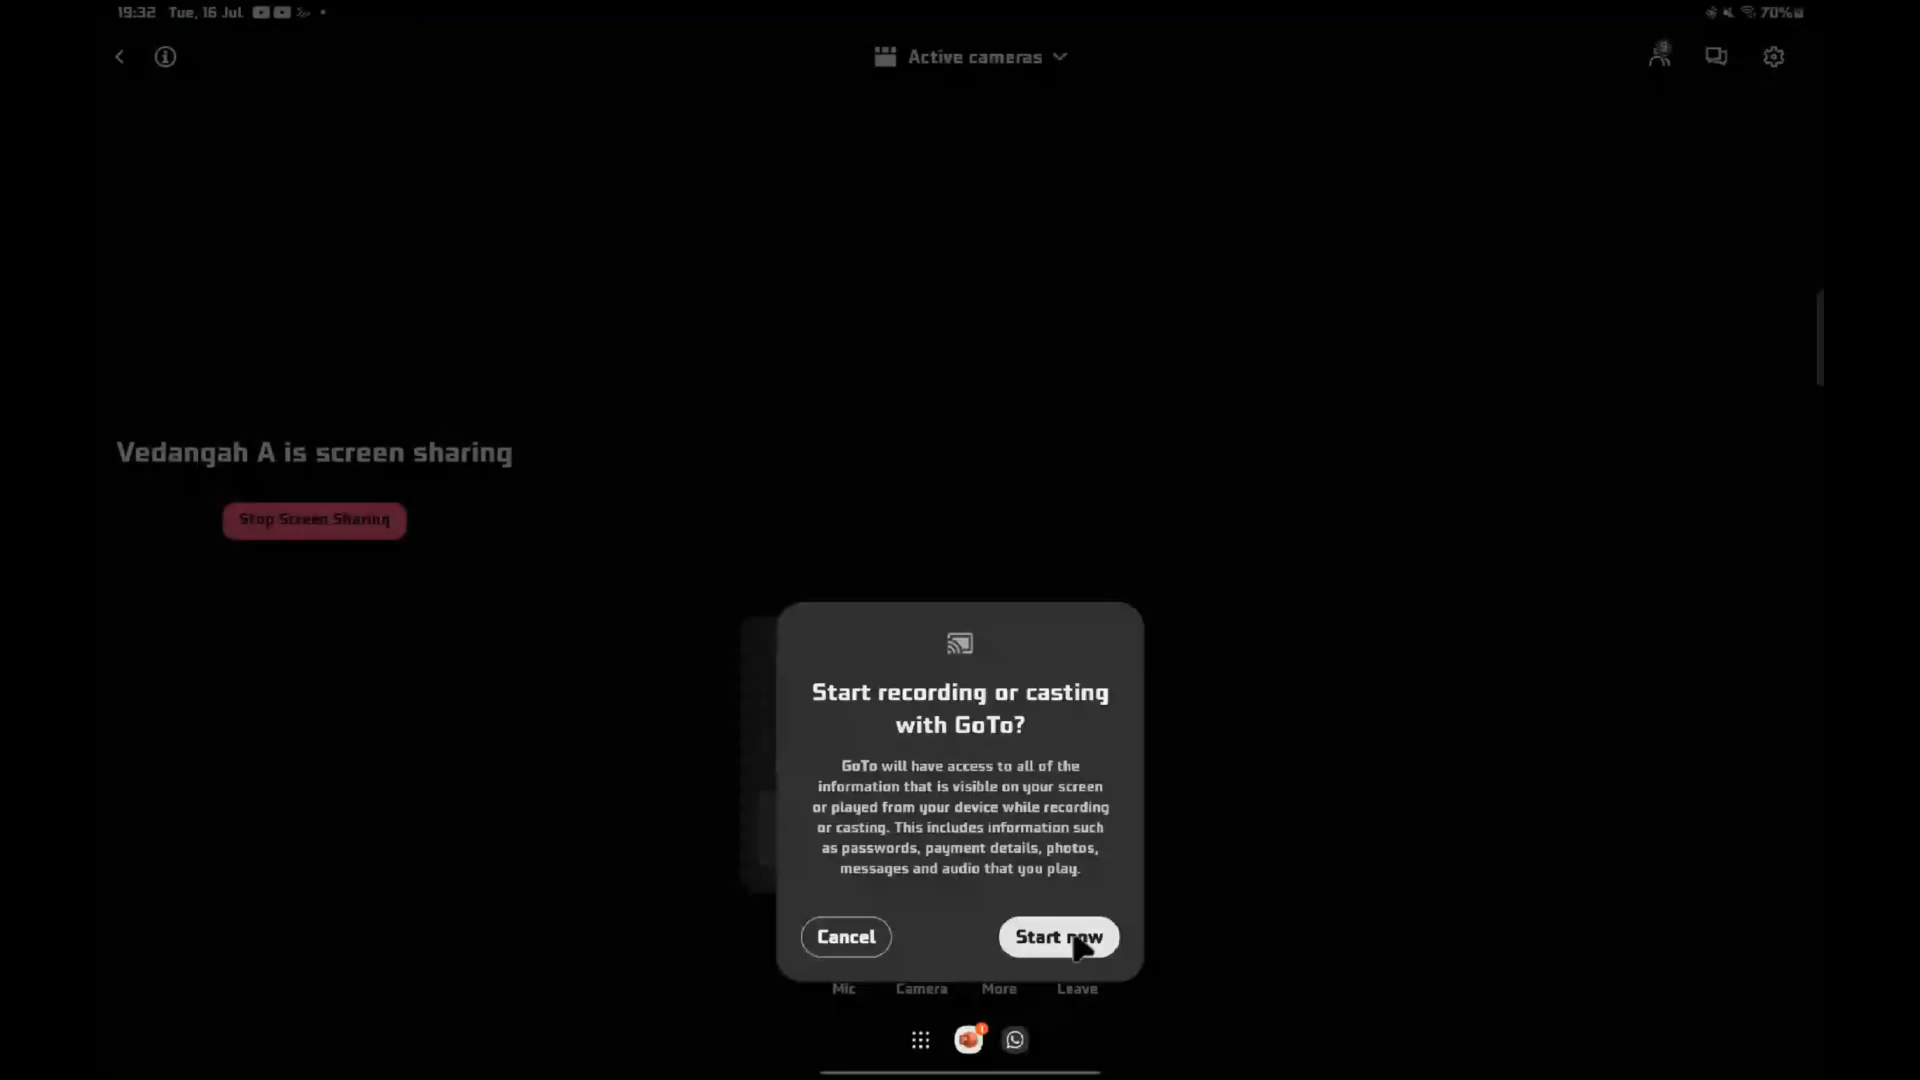 19:32 Tue, 16 Jul
70%
Active cameras
9
Vedangah A is screen sharing
Stop Screen Sharing
Start recording or casting
with GoTo?
GoTo will have access to all of the
information that is visible on your screen
or played from your device while recording
or casting. This includes information such
as passwords, payment details, photos,
messages and audio that you play.
Cancel
Start now
Mic
Camera
More
Leave
1